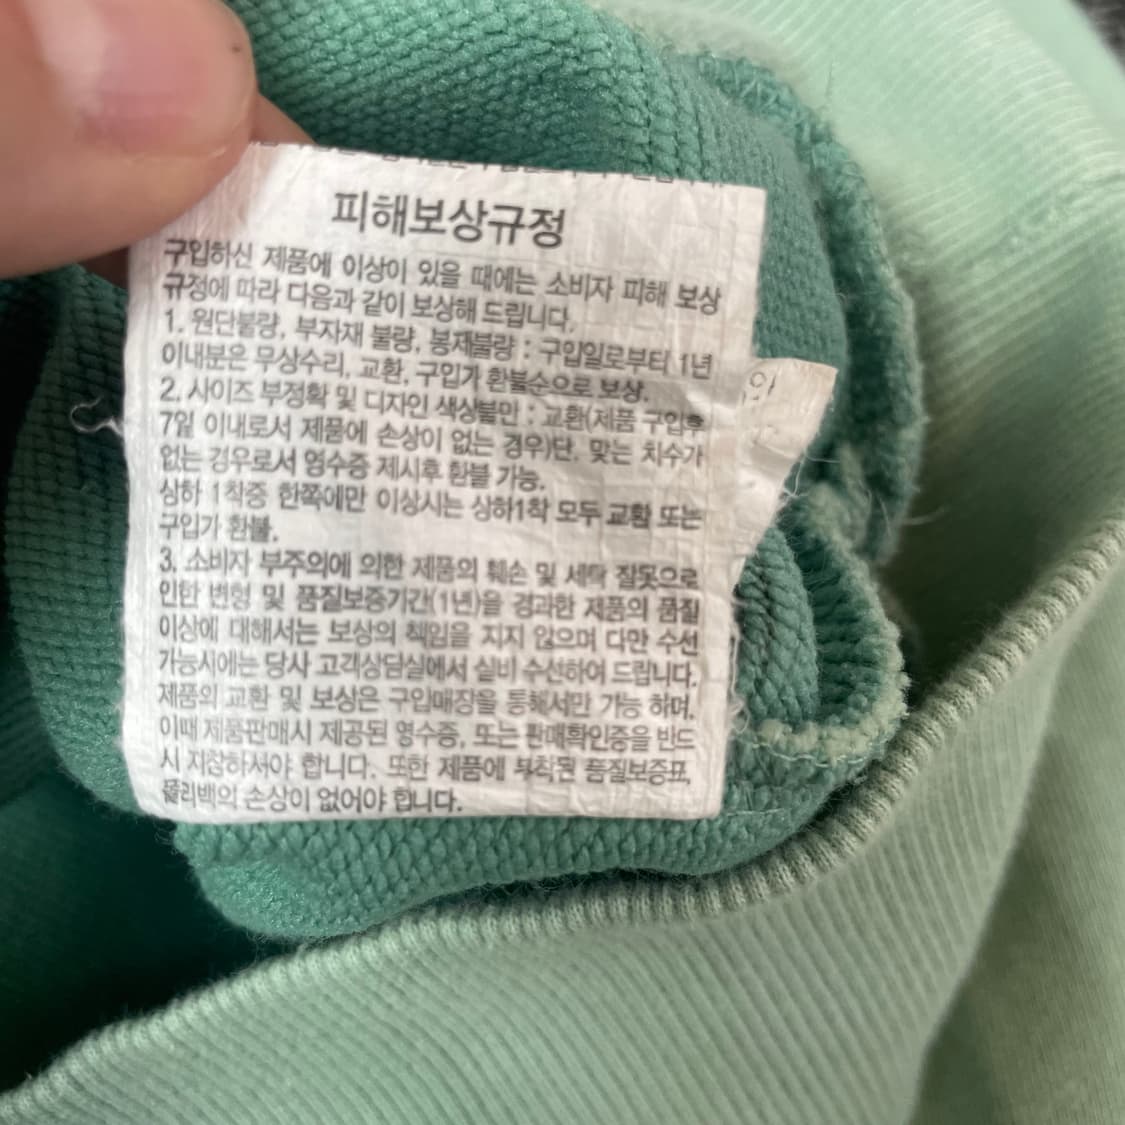 피해보상규정
구입하신 제품에 이상이 있을 때에는 소비자 피해 보상
규정에 따라 다음과 같이 보상해 드립니다.
1. 원단불량, 부자재 불량, 봉제불량 : 구입일로부터 1년
이내분은 무상수리, 교환, 구입가 환불순으로 보상.
2. 사이즈 부정확 및 디자인 색상불만 : 교환(제품 구입후
7일 이내로서 제품에 손상이 없는 경우)단, 맞는 치수가
없는 경우로서 영수증 제시후 환불 가능.
상하 1착중 한쪽에만 이상시는 상하1착 모두 교환 또는
구입가 환불.
3. 소비자 부주의에 의한 제품의 훼손 및 세탁 잘못으로
인한 변형 및 품질보증기간(1년)을 경과한 제품의 품질
이상에 대해서는 보상의 책임을 지지 않으며 다만 수선
가능시에는 당사 고객상담실에서 실비 수선하여 드립니다.
제품의 교환 및 보상은 구입매장을 통해서만 가능 하며,
이때 제품판매시 제공된 영수증, 또는 판매확인증을 반드
시 지참하셔야 합니다. 또한 제품에 부착된 품질보증표,
폴리백의 손상이 없어야 합니다.